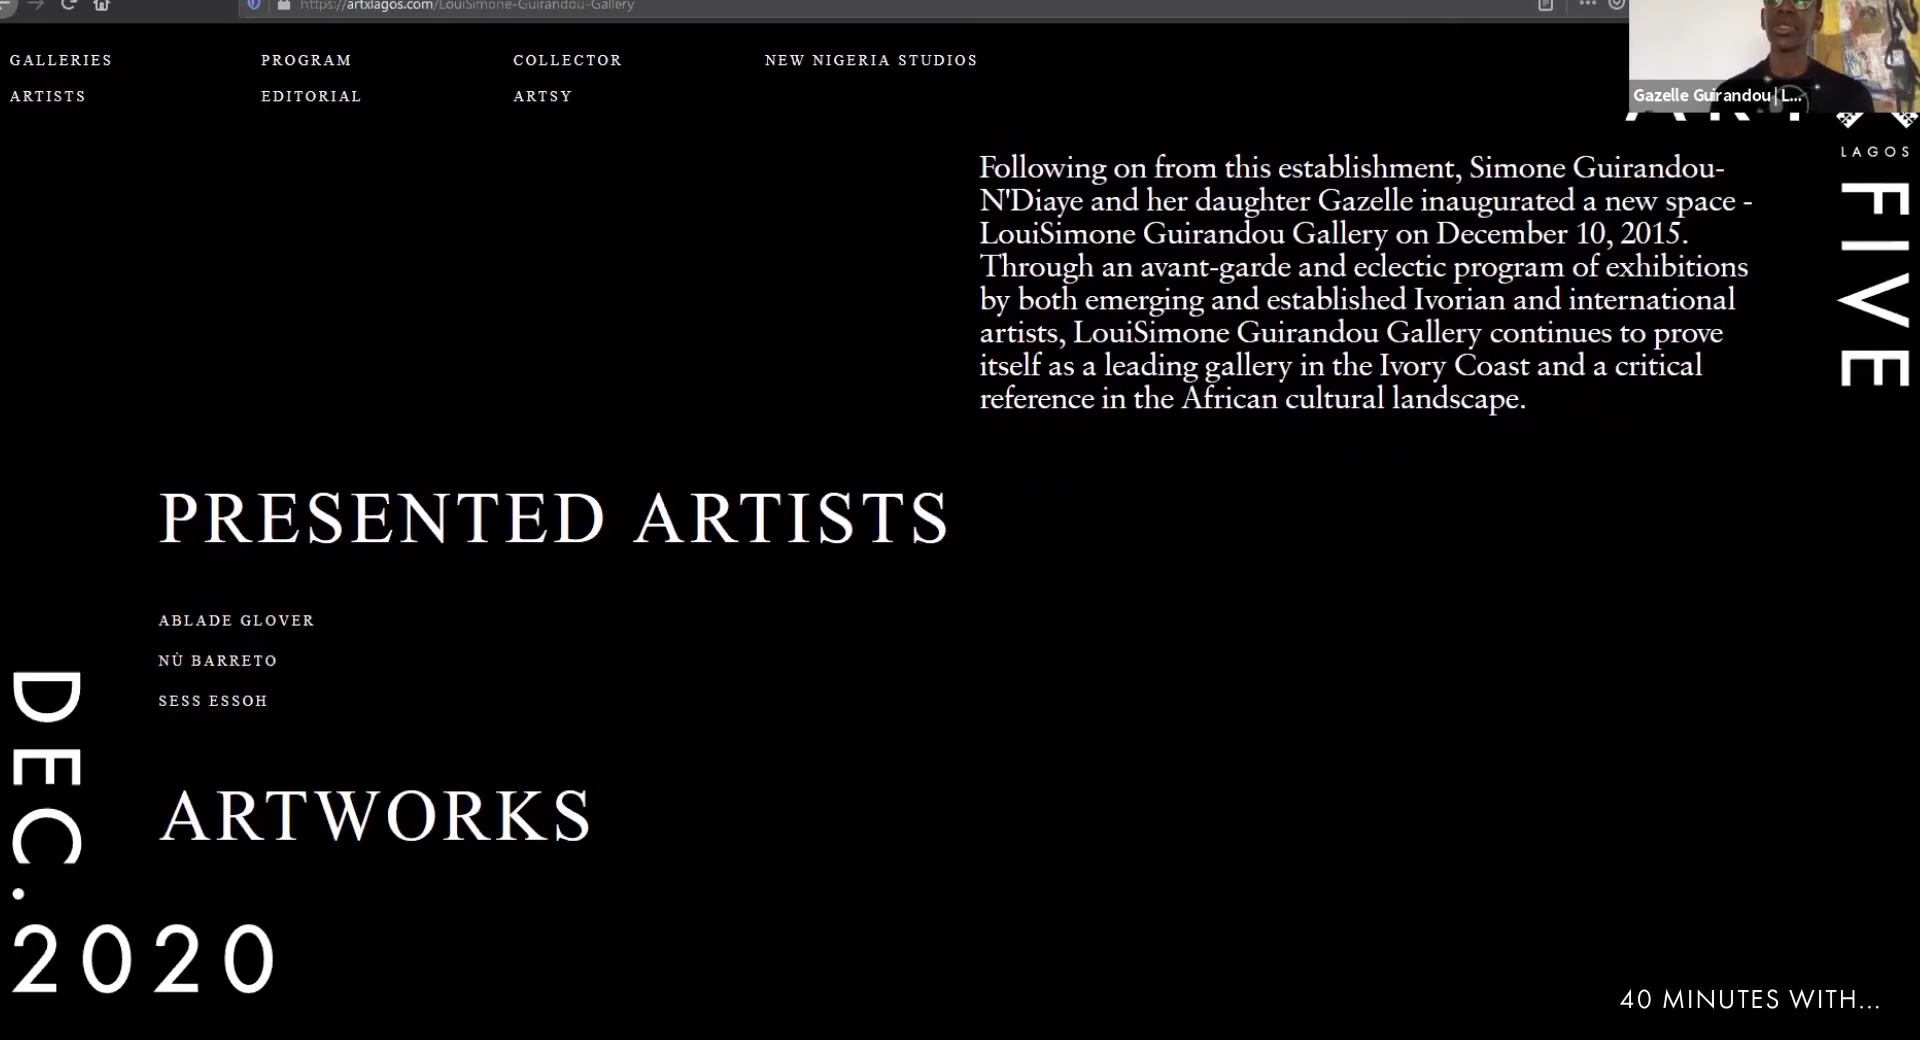 https://artxlagos.com/LouiSimone-Guirandou-Gallery
GALLERIES
PROGRAM
COLLECTOR
NEW NIGERIA STUDIOS
ARTISTS
EDITORIAL
ARTSY
Gazelle Guirandou | L...
LAGOS
FIVE
Following on from this establishment, Simone Guirandou-
N'Diaye and her daughter Gazelle inaugurated a new space -
LouiSimone Guirandou Gallery on December 10, 2015.
Through an avant-garde and eclectic program of exhibitions
by both emerging and established Ivorian and international
artists, LouiSimone Guirandou Gallery continues to prove
itself as a leading gallery in the Ivory Coast and a critical
reference in the African cultural landscape.
PRESENTED ARTISTS
ABLADE GLOVER
NÙ BARRETO
SESS ESSOH
ARTWORKS
DEC.
2020
40 MINUTES WITH...